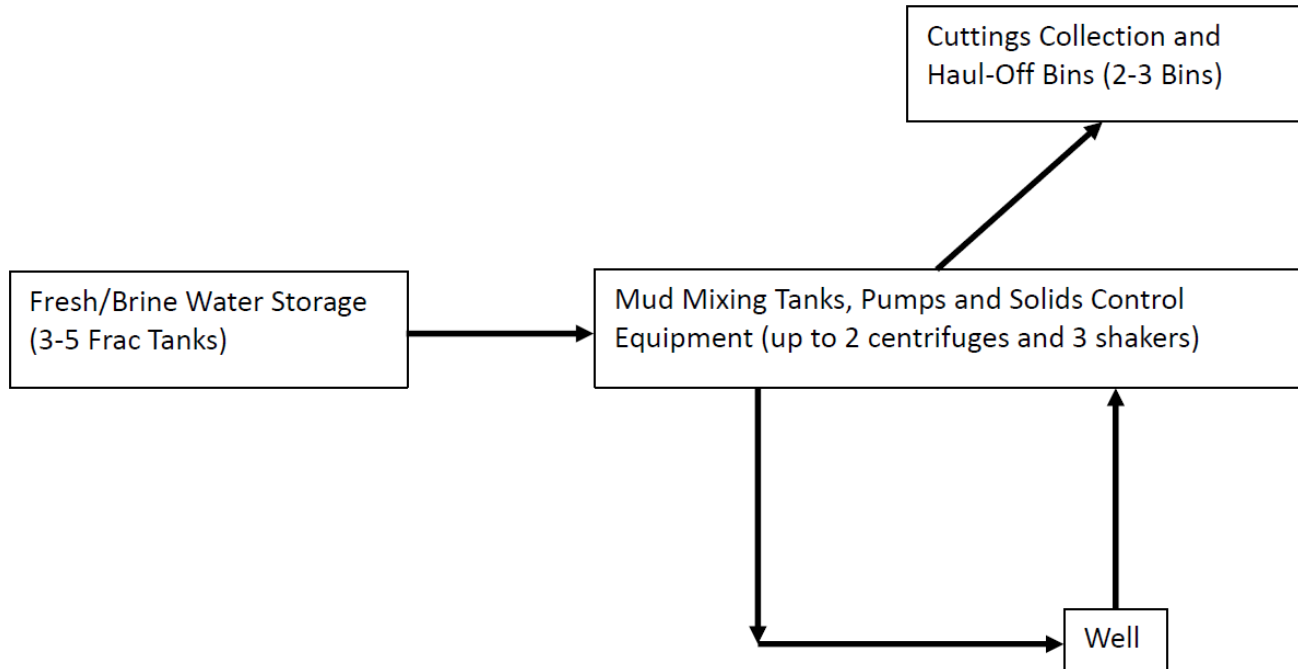 Cuttings Collection and
Haul-Off Bins (2-3 Bins)
Fresh/Brine Water Storage
(3-5 Frac Tanks)
Mud Mixing Tanks, Pumps and Solids Control
Equipment (up to 2 centrifuges and 3 shakers)
Well